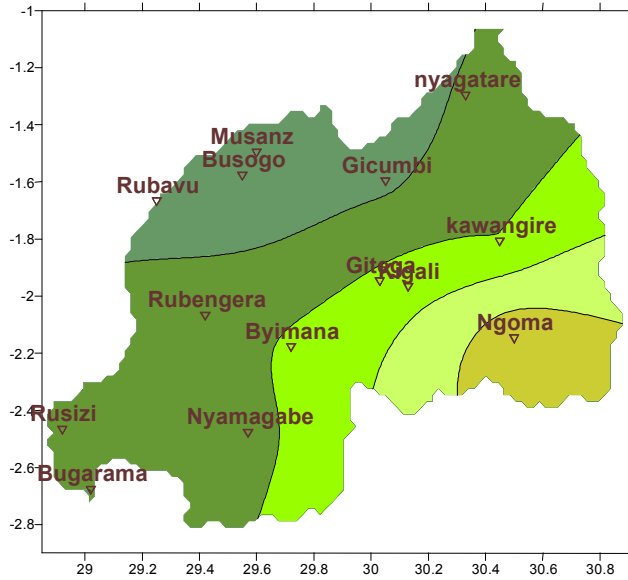 -1
-1.2
-1.4
-1.6
-1.8
-2
-2.2
-2.4
-2.6
-2.8
nyagatare
Musanz
Busogo
Gicumbi
Rubavu
kawangire
Gitega
Kigali
Rubengera
Ngoma
Byimana
Rusizi
Nyamagabe
Bugarama
29 29.2 29.4 29.6 29.8 30 30.2 30.4 30.6 30.8